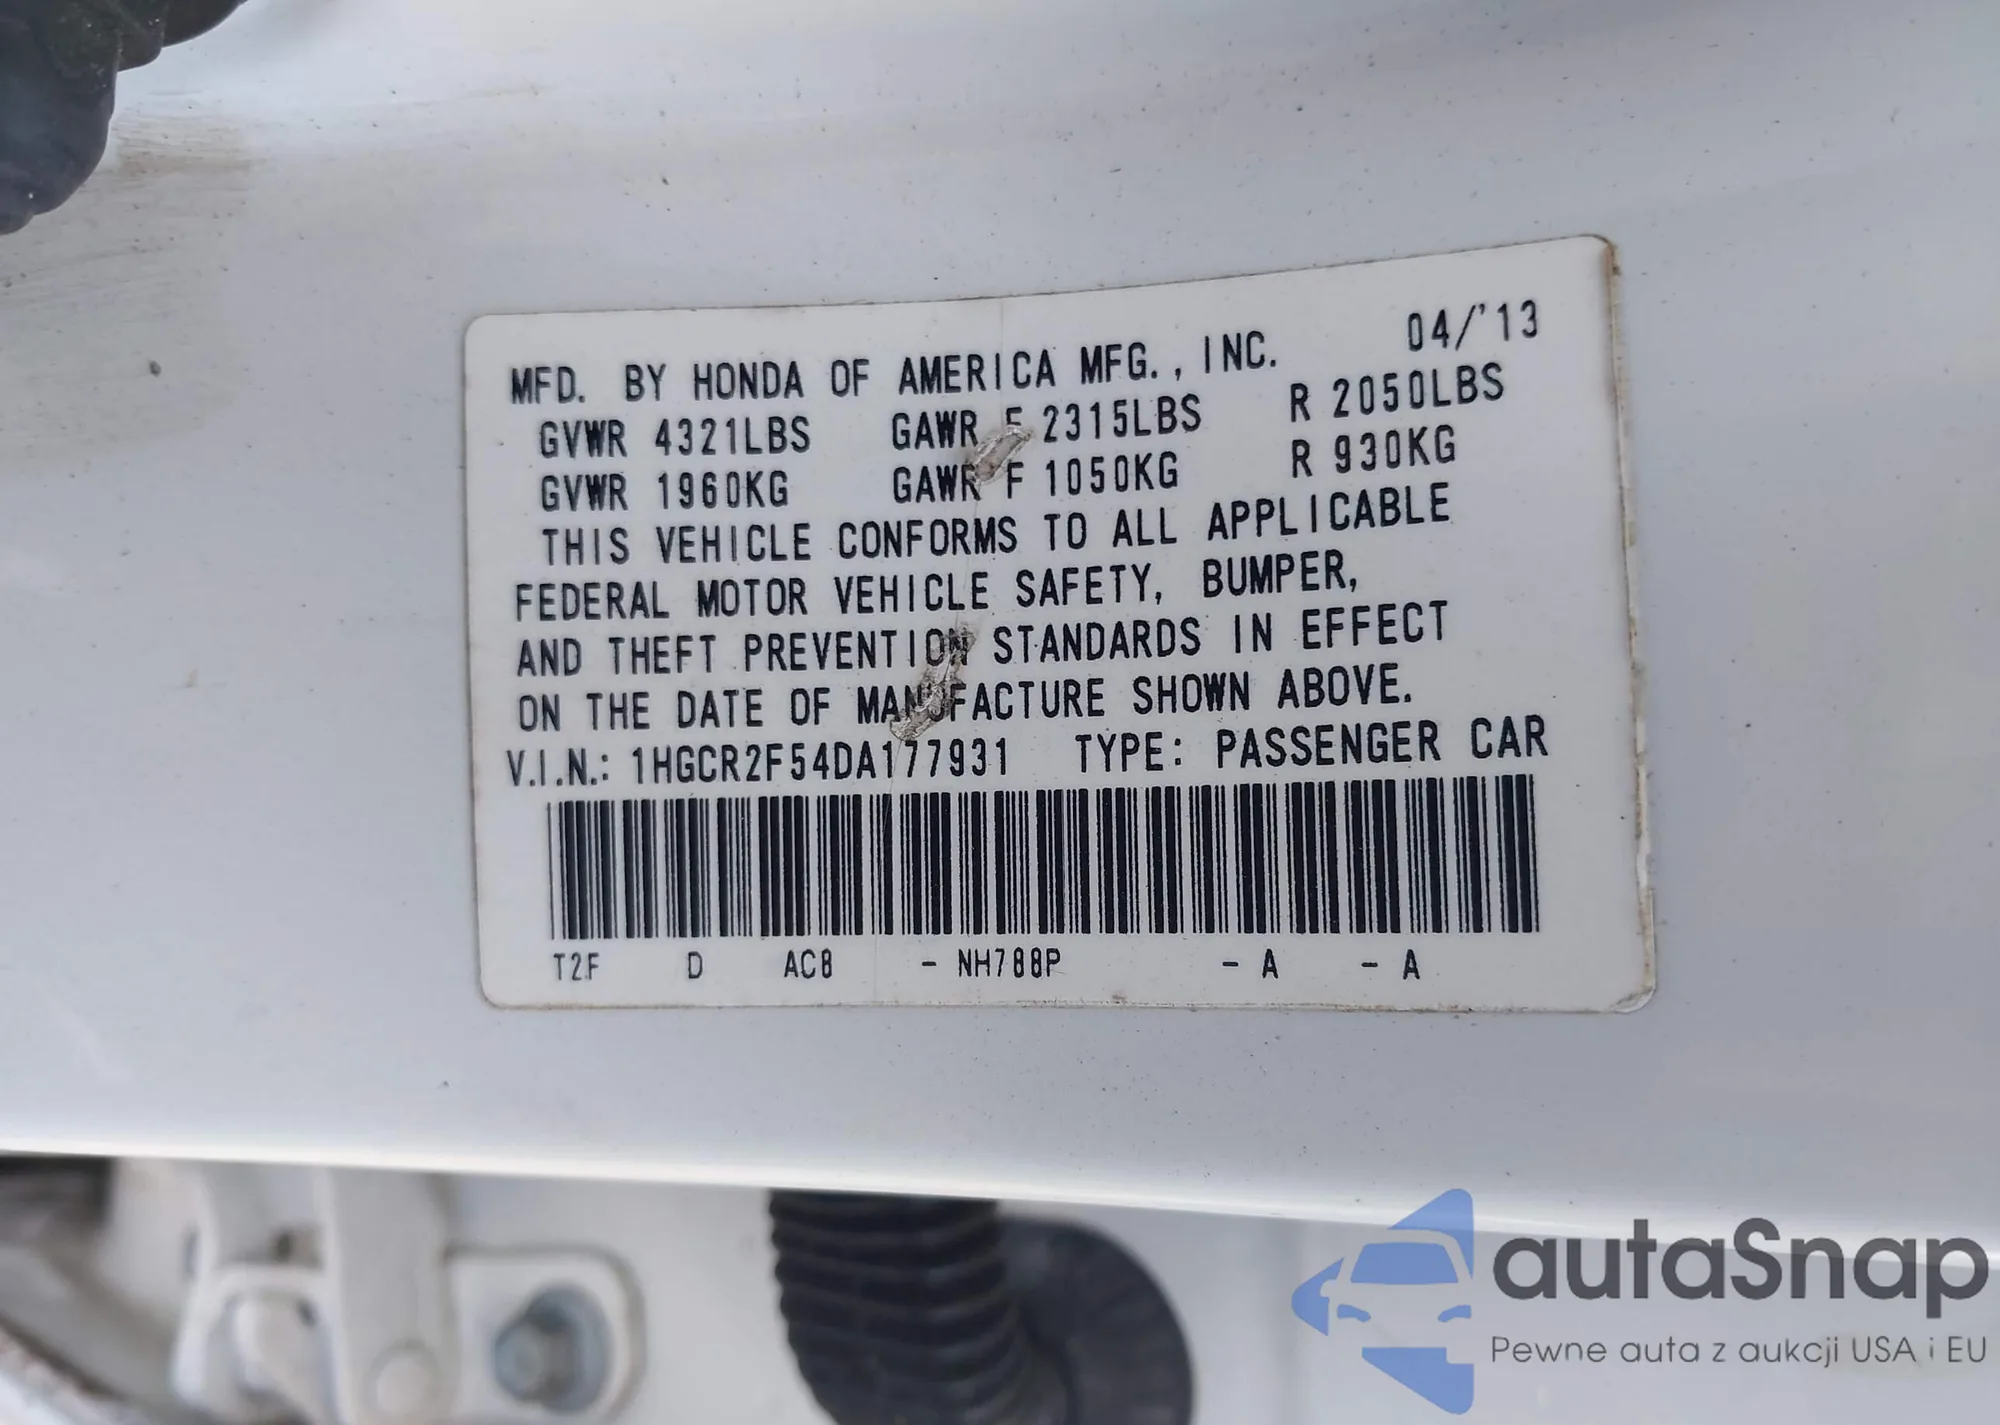 MFD. BY HONDA OF AMERICA MFG., INC. 04/'13
GVWR 4321LBS GAWR F 2315LBS R 2050LBS
GVWR 1960KG GAWR F 1050KG R 930KG
THIS VEHICLE CONFORMS TO ALL APPLICABLE
FEDERAL MOTOR VEHICLE SAFETY, BUMPER,
AND THEFT PREVENTION STANDARDS IN EFFECT
ON THE DATE OF MANUFACTURE SHOWN ABOVE.
V.I.N.: 1HGCR2F54DA177931 TYPE: PASSENGER CAR
T2F D AC8 - NH788P - A - A
autaSnap
Pewne auta z aukcji USA i EU